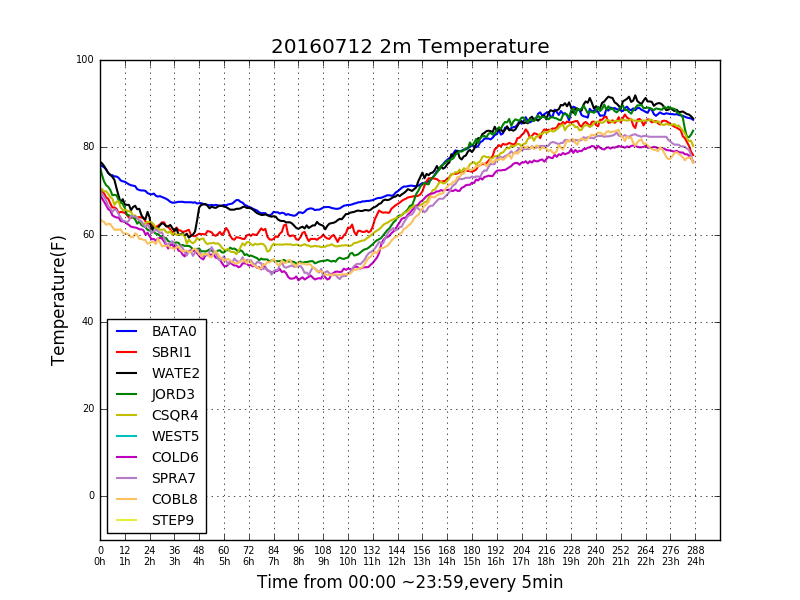 20160712 2m Temperature
100
80
60
40
20
0
Temperature(F)
BATA0
SBRI1
WATE2
JORD3
CSQR4
WEST5
COLD6
SPRA7
COBL8
STEP9
0 12 24 36 48 60 72 84 96 108 120 132 144 156 168 180 192 204 216 228 240 252 264 276 288
0h 1h 2h 3h 4h 5h 6h 7h 8h 9h 10h 11h 12h 13h 14h 15h 16h 17h 18h 19h 20h 21h 22h 23h 24h
Time from 00:00 ~23:59,every 5min